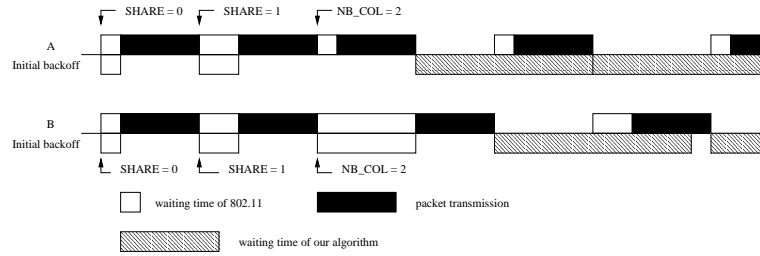 SHARE = 0 SHARE = 1 NB_COL = 2
A
Initial backoff
B
Initial backoff
SHARE = 0 SHARE = 1 NB_COL = 2
waiting time of 802.11 packet transmission
waiting time of our algorithm